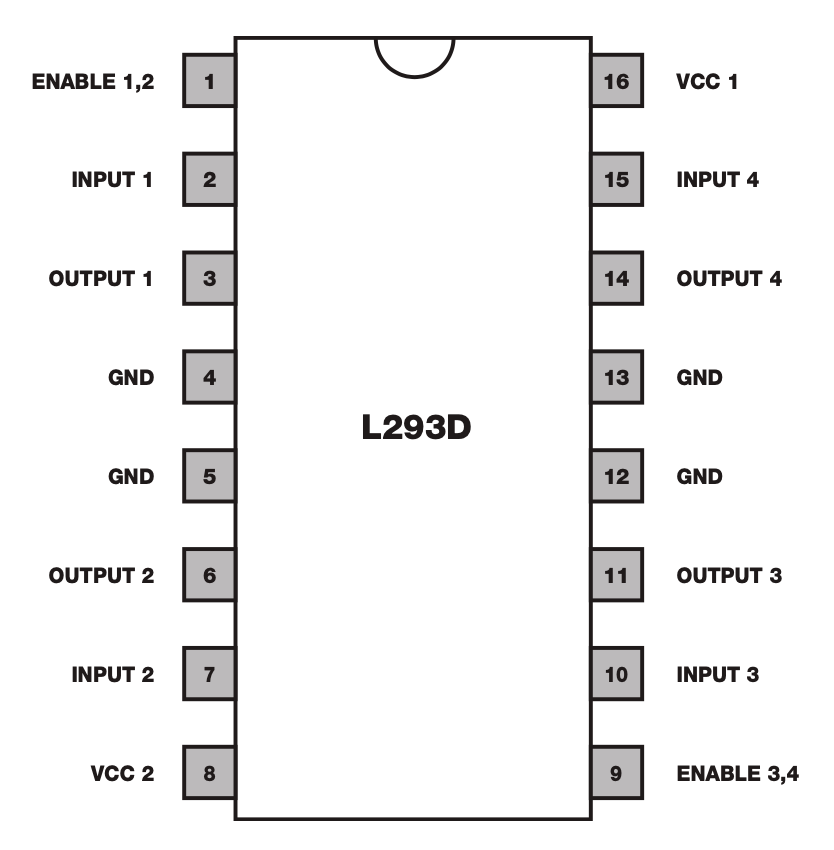 ENABLE 1,2 1 16 VCC 1
INPUT 1 2 15 INPUT 4
OUTPUT 1 3 14 OUTPUT 4
GND 4 13 GND
L293D
GND 5 12 GND
OUTPUT 2 6 11 OUTPUT 3
INPUT 2 7 10 INPUT 3
VCC 2 8 9 ENABLE 3,4